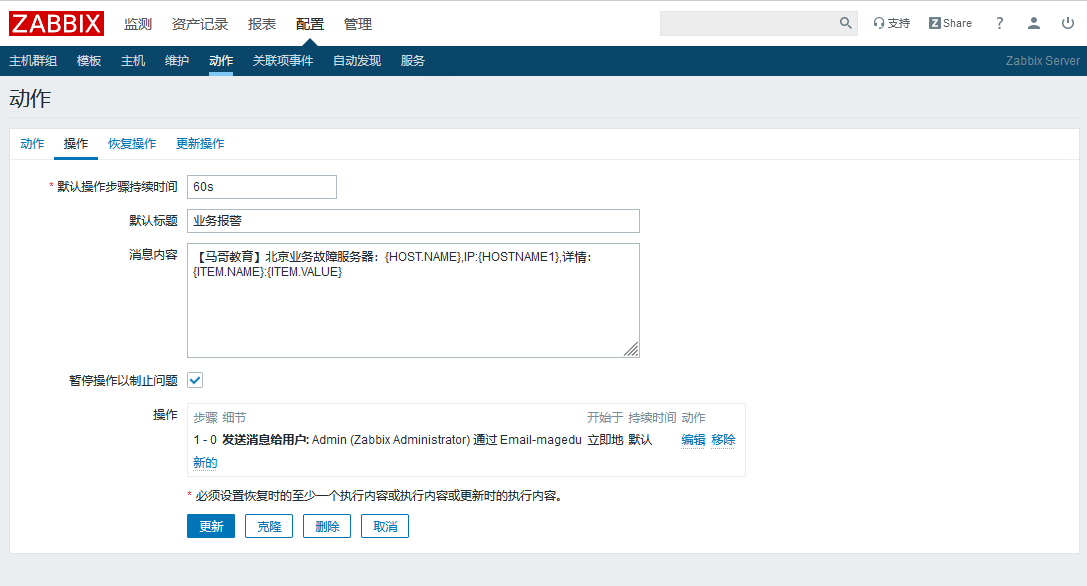 ZABBIX 监测 资产记录 报表 配置 管理 支持 Z Share ?
主机群组 模板 主机 维护 动作 关联项事件 自动发现 服务 Zabbix Server
动作
动作 操作 恢复操作 更新操作
* 默认操作步骤持续时间 60s
默认标题 业务报警
消息内容 【马哥教育】北京业务故障服务器：{HOST.NAME},IP:{HOSTNAME1},详情：
{ITEM.NAME}:{ITEM.VALUE}
暂停操作以制止问题
操作 步骤 细节 开始于 持续时间 动作
1 - 0 发送消息给用户: Admin (Zabbix Administrator) 通过 Email-magedu 立即地 默认 编辑 移除
新的
* 必须设置恢复时的至少一个执行内容或执行内容或更新时的执行内容。
更新 克隆 删除 取消